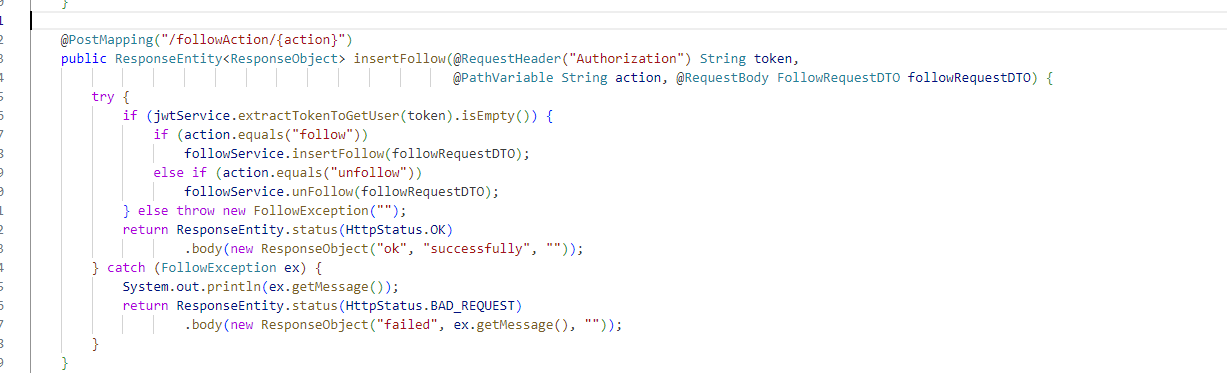 }
@PostMapping("/followAction/{action}")
public ResponseEntity<ResponseObject> insertFollow(@RequestHeader("Authorization") String token,
@PathVariable String action, @RequestBody FollowRequestDTO followRequestDTO) {
try {
if (jwtService.extractTokenToGetUser(token).isEmpty()) {
if (action.equals("follow"))
followService.insertFollow(followRequestDTO);
else if (action.equals("unfollow"))
followService.unFollow(followRequestDTO);
} else throw new FollowException("");
return ResponseEntity.status(HttpStatus.OK)
.body(new ResponseObject("ok", "successfully", ""));
} catch (FollowException ex) {
System.out.println(ex.getMessage());
return ResponseEntity.status(HttpStatus.BAD_REQUEST)
.body(new ResponseObject("failed", ex.getMessage(), ""));
}
}